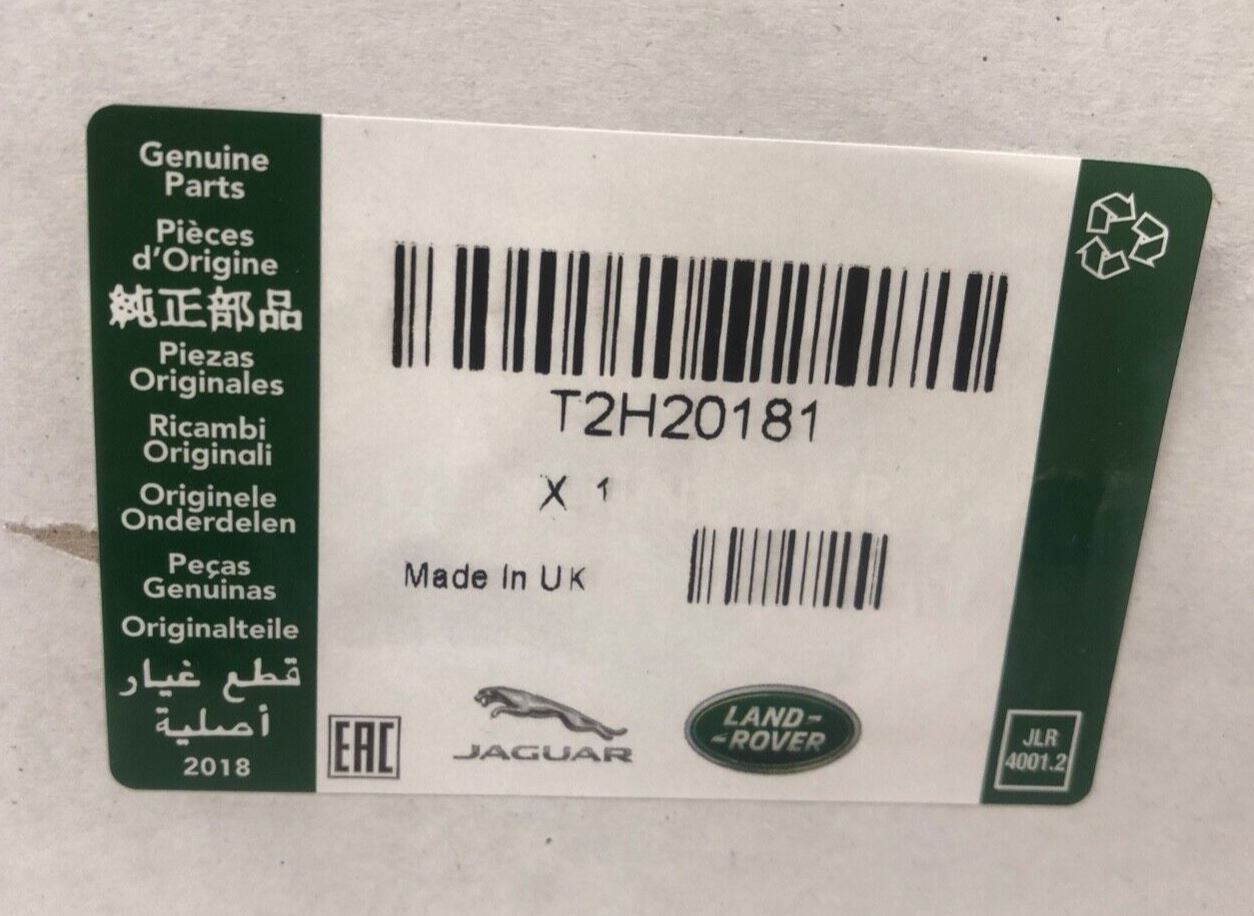 Genuine
Parts
Pièces
d'Origine
純正部品
Piezas
Originales
Ricambi
Originali
Originele
Onderdelen
Peças
Genuinas
Originalteile
قطع غيار
أصلية
2018
T2H20181
X 1
Made In UK
EAC
JAGUAR
LAND-
-ROVER
JLR
4001.2